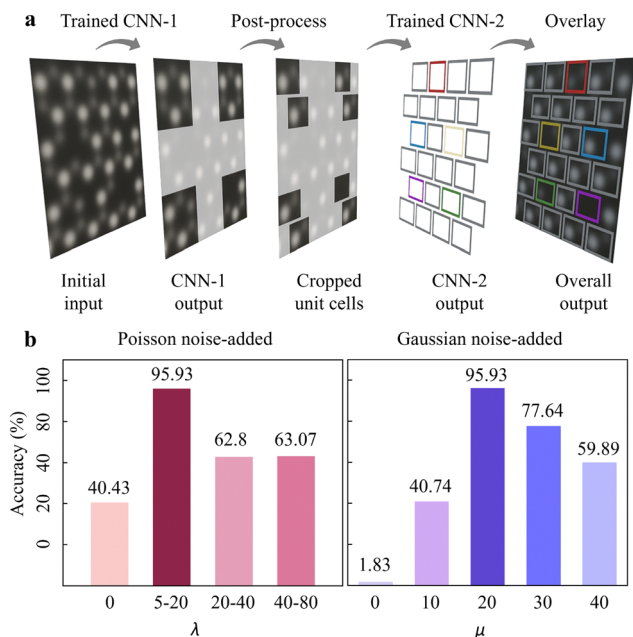 a
Trained CNN-1 Post-process Trained CNN-2 Overlay
Initial input
CNN-1 output
Cropped unit cells
CNN-2 output
Overall output
b
Poisson noise-added
Accuracy (%)
100
80
60
40
20
0
40.43
95.93
62.8
63.07
0 5-20 20-40 40-80
λ
Gaussian noise-added
1.83
40.74
95.93
77.64
59.89
0 10 20 30 40
μ